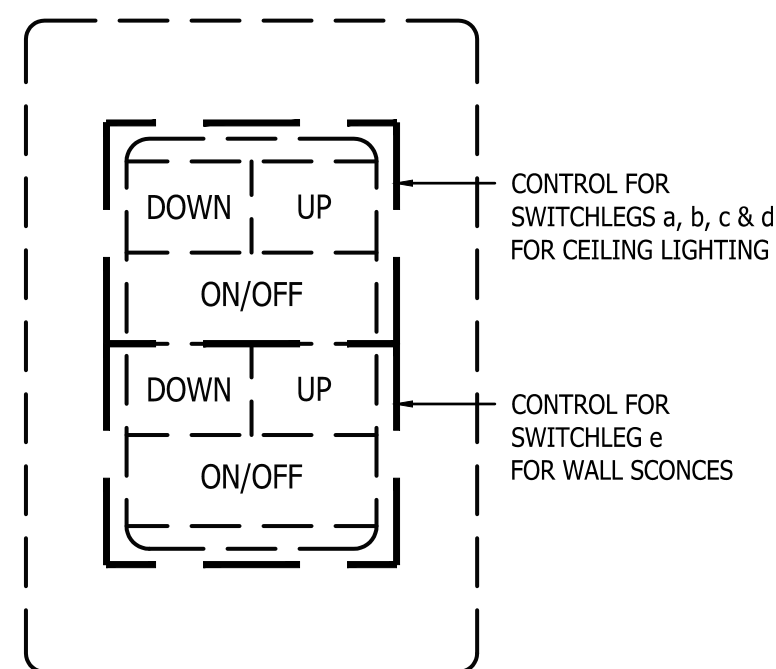 DOWN UP
CONTROL FOR
SWITCHLEGS a, b, c & d
FOR CEILING LIGHTING
ON/OFF
DOWN UP
CONTROL FOR
SWITCHLEG e
FOR WALL SCONCES
ON/OFF